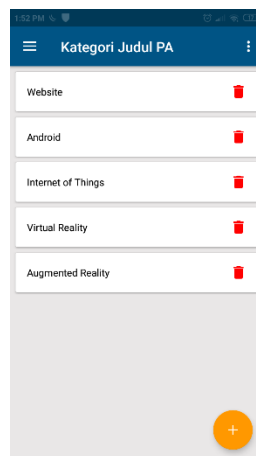 1:52 PM
Kategori Judul PA
Website
Android
Internet of Things
Virtual Reality
Augmented Reality